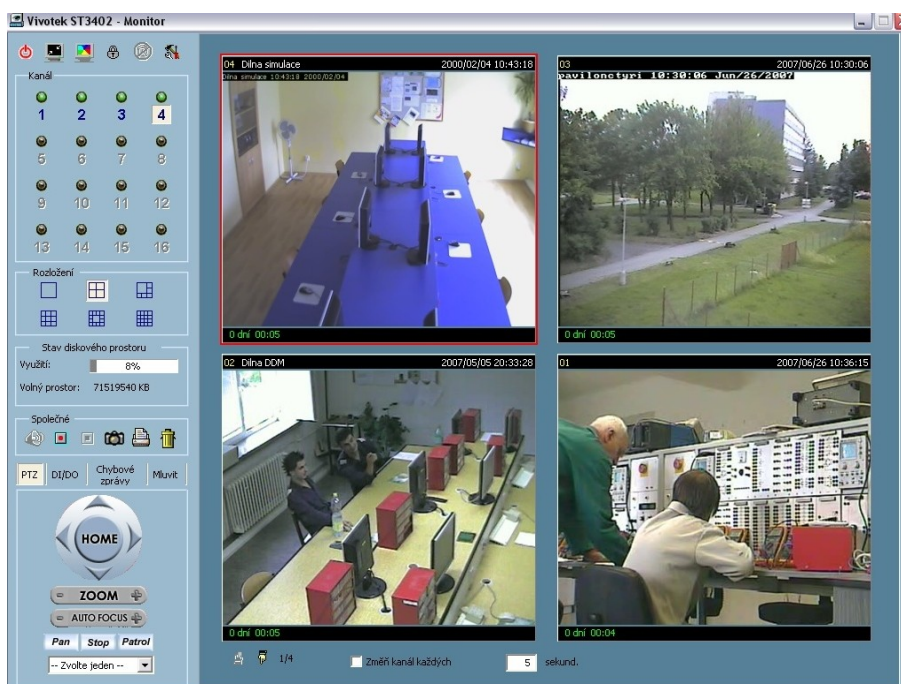 Vivotek ST3402 - Monitor
Kanál
1 2 3 4
5 6 7 8
9 10 11 12
13 14 15 16
Rozložení
Stav diskového prostoru
Využití: 8%
Volný prostor: 71519540 KB
Společné
PTZ DI/DO Chybové zprávy Mluvit
HOME
ZOOM
AUTO FOCUS
Pan Stop Patrol
-- Zvolte jeden --
04 Dilna simulace 2000/02/04 10:43:18
Dilna simulace 10:43:18 2000/02/04
0 dní 00:05
03 2007/06/26 10:30:06
pavilonctyri 10:30:06 Jun/26/2007
0 dní 00:05
02 Dilna DDM 2007/05/05 20:33:28
0 dní 00:05
01 2007/06/26 10:36:15
0 dní 00:04
1/4
Změň kanál každých 5 sekund.